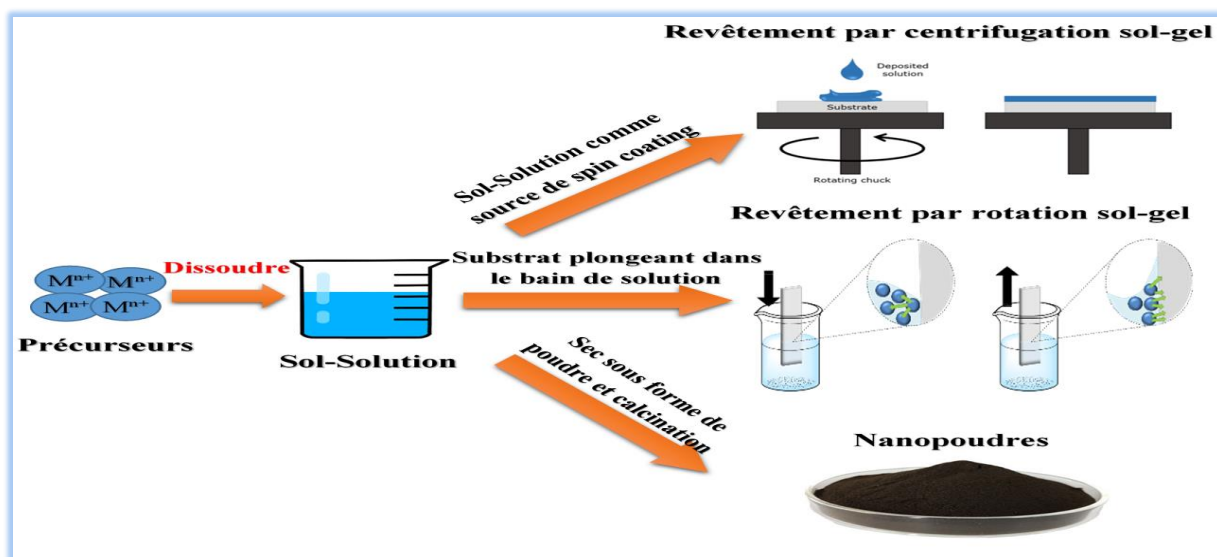 Revêtement par centrifugation sol-gel
Deposited
solution
Substrate
Rotating chuck
Sol-Solution comme
source de spin coating
Revêtement par rotation sol-gel
Mⁿ⁺ Mⁿ⁺
Mⁿ⁺ Mⁿ⁺
Précurseurs
Dissoudre
Sol-Solution
Substrat plongeant dans
le bain de solution
Sec sous forme de
poudre et calcination
Nanopoudres